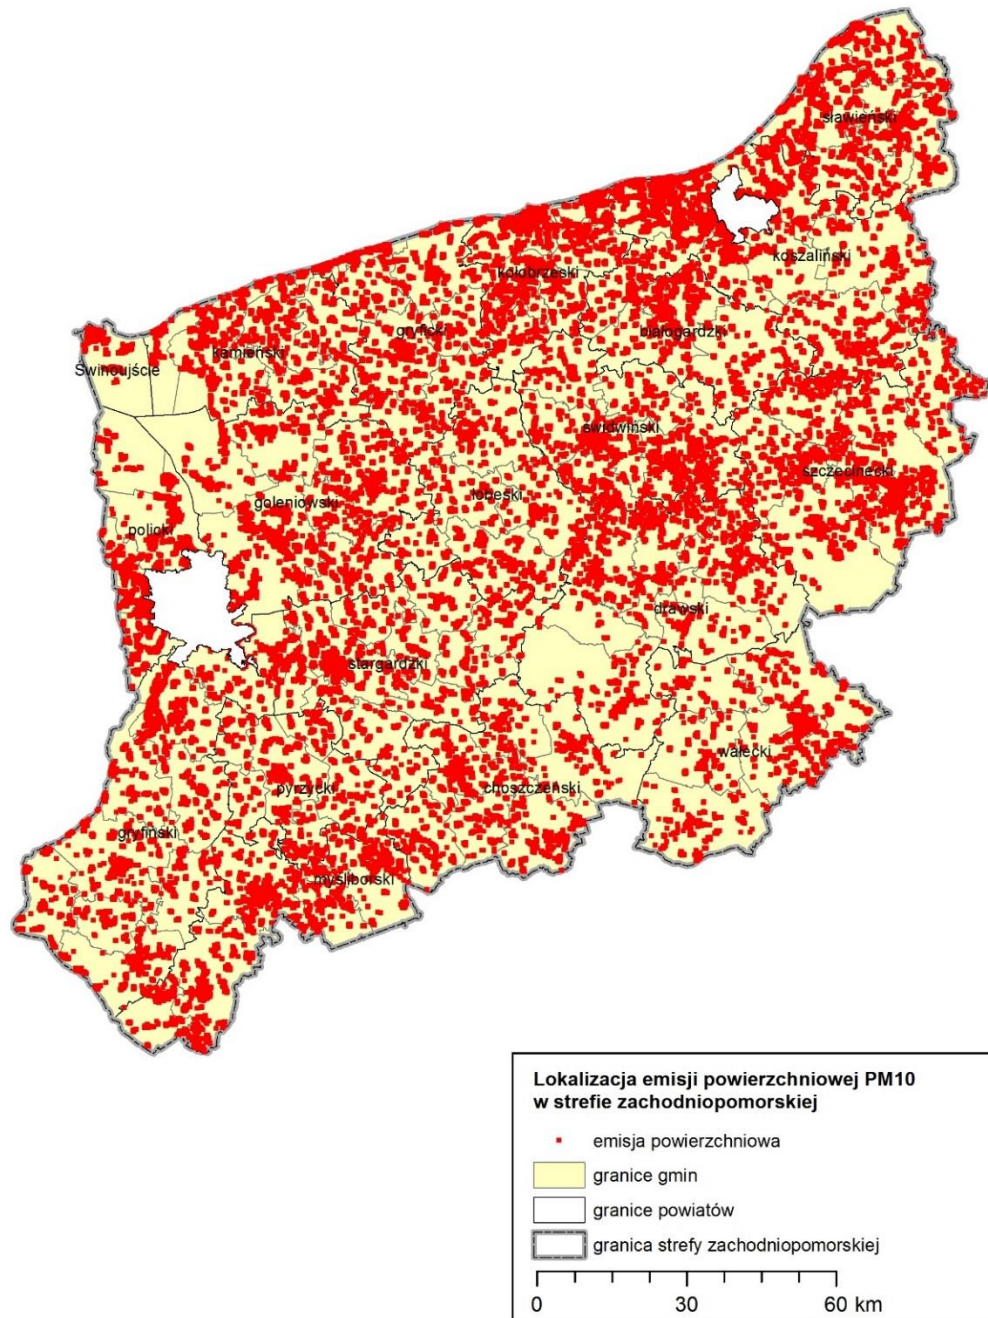 sławieński
koszaliński
kołobrzeski
gryficki
białogardzki
kamieński
Świnoujście
świdwiński
szczecinecki
łobeski
goleniowski
policki
drawski
stargardzki
wałecki
choszczeński
pyrzycki
gryfiński
myśliborski
Lokalizacja emisji powierzchniowej PM10
w strefie zachodniopomorskiej
emisja powierzchniowa
granice gmin
granice powiatów
granica strefy zachodniopomorskiej
0 30 60 km